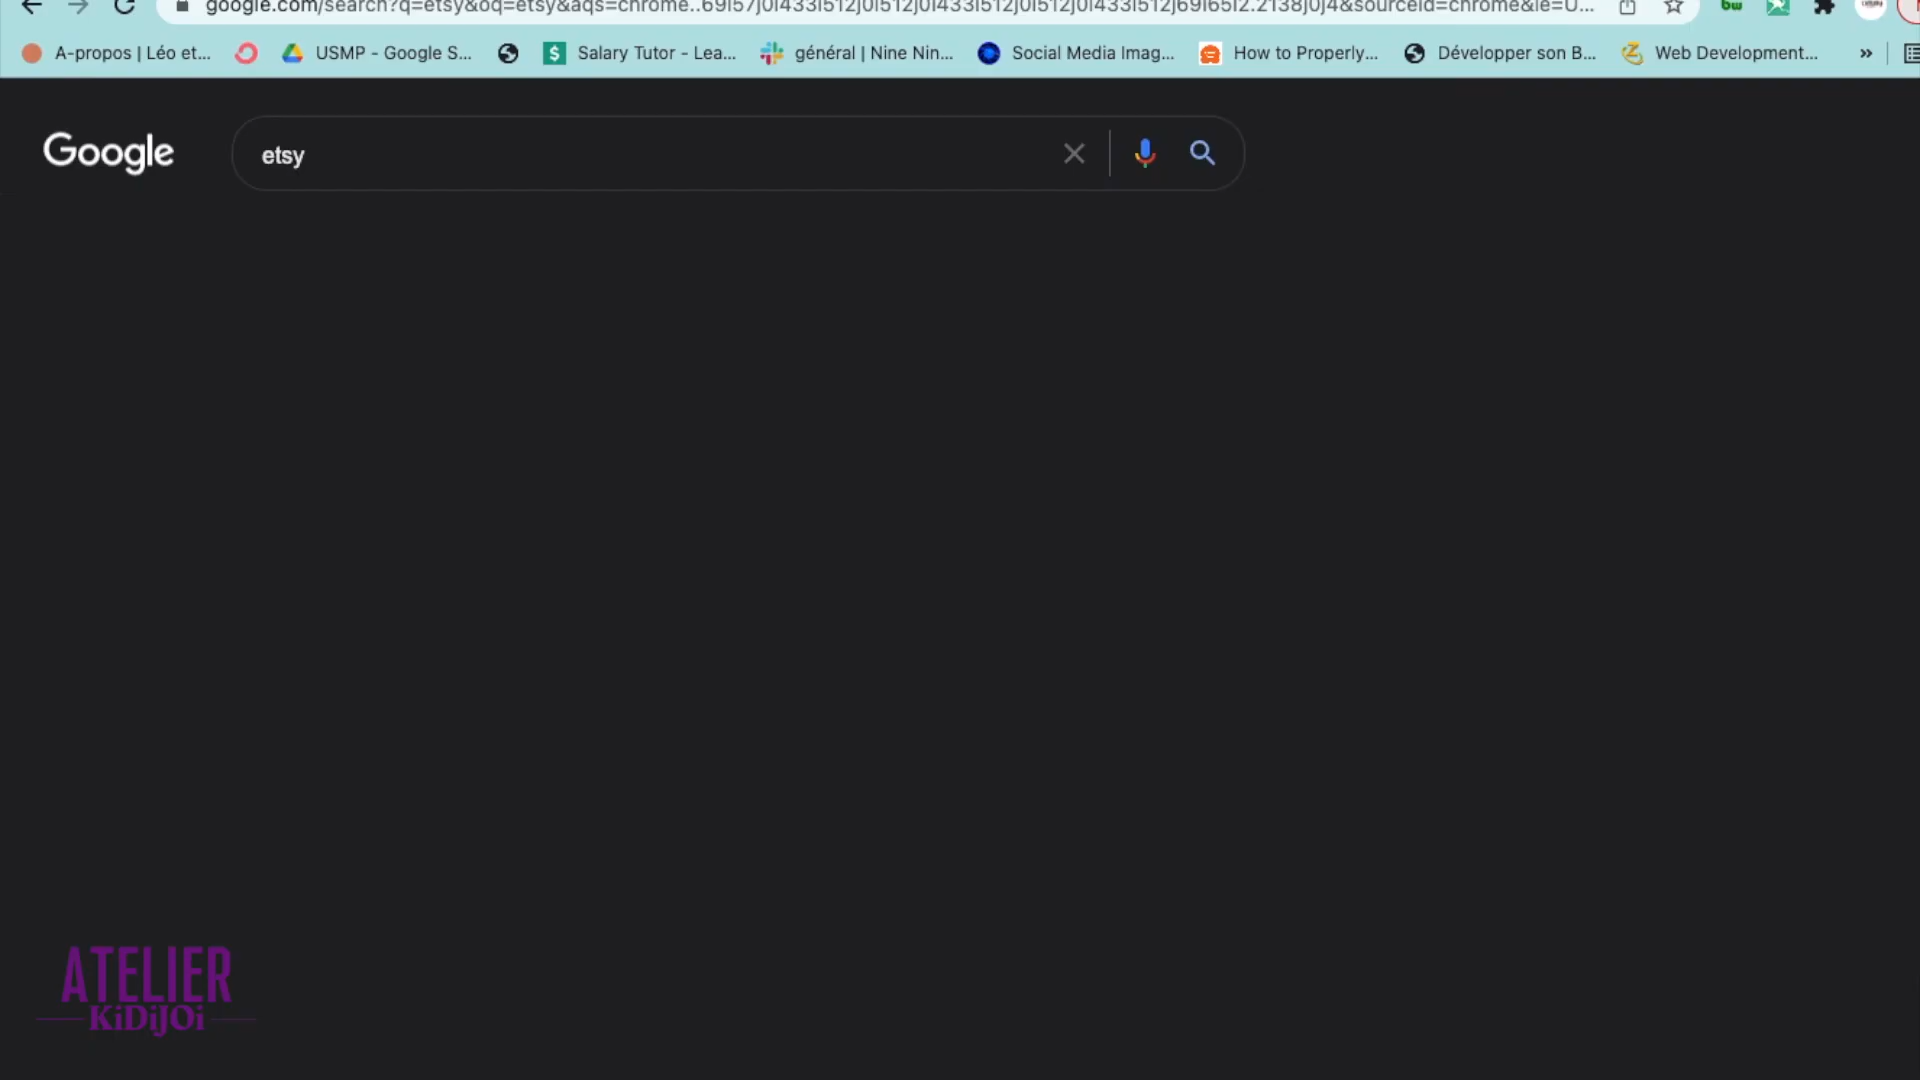 google.com/search?q=etsy&oq=etsy&aqs=chrome..69i57j0i433i512j0i512j0i433i512j0i512j0i433i512j69i65l2.2138j0j4&sourceid=chrome&ie=U...
bw
A-propos | Léo et...
USMP - Google S...
$
Salary Tutor - Lea...
général | Nine Nin...
Social Media Imag...
How to Properly...
Développer son B...
Web Development...
»
Google
etsy
ATELIER
KiDiJOi